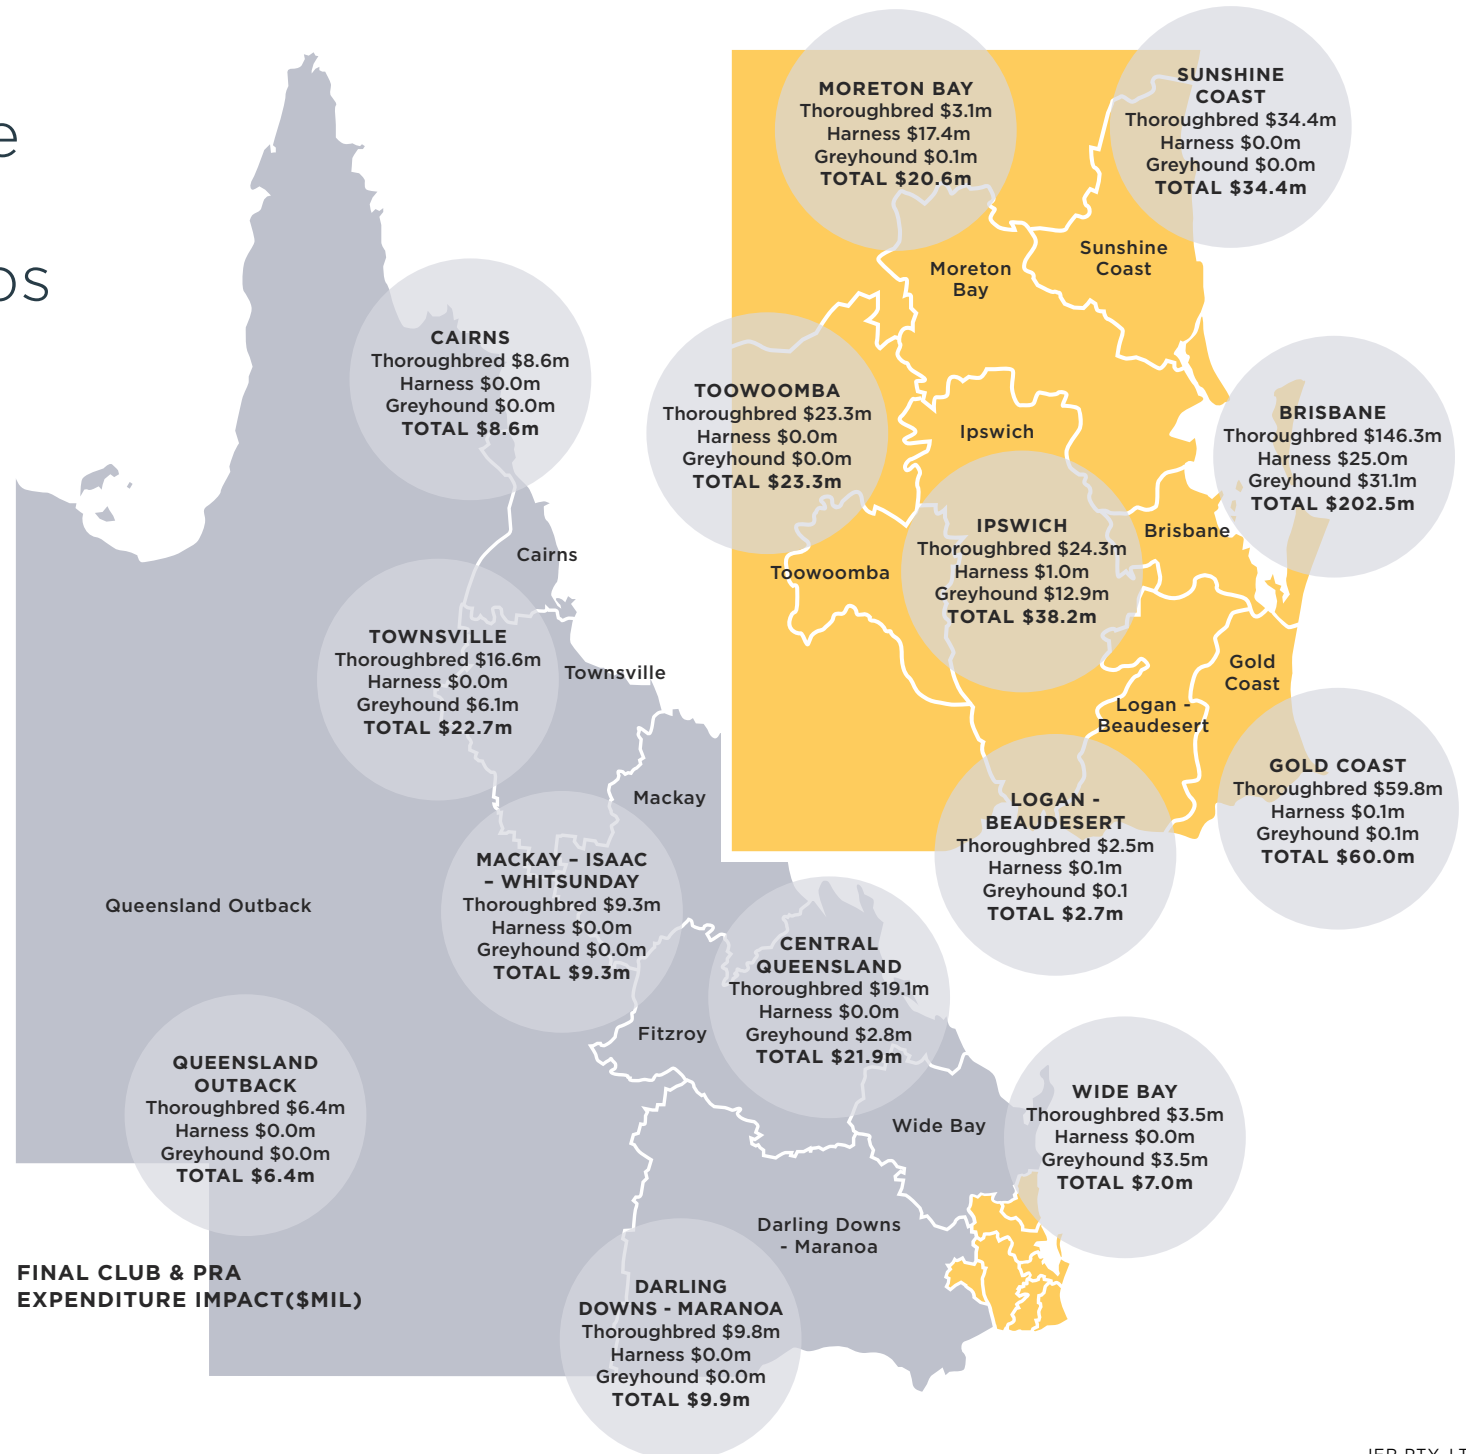 e
os
MORETON BAY
Thoroughbred $3.1m
Harness $17.4m
Greyhound $0.1m
TOTAL $20.6m
SUNSHINE
COAST
Thoroughbred $34.4m
Harness $0.0m
Greyhound $0.0m
TOTAL $34.4m
Sunshine
Coast
Moreton
Bay
CAIRNS
Thoroughbred $8.6m
Harness $0.0m
Greyhound $0.0m
TOTAL $8.6m
TOOWOOMBA
Thoroughbred $23.3m
Harness $0.0m
Greyhound $0.0m
TOTAL $23.3m
Ipswich
BRISBANE
Thoroughbred $146.3m
Harness $25.0m
Greyhound $31.1m
TOTAL $202.5m
IPSWICH
Thoroughbred $24.3m
Harness $1.0m
Greyhound $12.9m
TOTAL $38.2m
Brisbane
Cairns
Toowoomba
TOWNSVILLE
Thoroughbred $16.6m
Harness $0.0m
Greyhound $6.1m
TOTAL $22.7m
Townsville
Gold
Coast
Logan -
Beaudesert
GOLD COAST
Thoroughbred $59.8m
Harness $0.1m
Greyhound $0.1m
TOTAL $60.0m
Mackay
LOGAN -
BEAUDESERT
Thoroughbred $2.5m
Harness $0.1m
Greyhound $0.1
TOTAL $2.7m
MACKAY – ISAAC
– WHITSUNDAY
Thoroughbred $9.3m
Harness $0.0m
Greyhound $0.0m
TOTAL $9.3m
Queensland Outback
CENTRAL
QUEENSLAND
Thoroughbred $19.1m
Harness $0.0m
Greyhound $2.8m
TOTAL $21.9m
Fitzroy
QUEENSLAND
OUTBACK
Thoroughbred $6.4m
Harness $0.0m
Greyhound $0.0m
TOTAL $6.4m
WIDE BAY
Thoroughbred $3.5m
Harness $0.0m
Greyhound $3.5m
TOTAL $7.0m
Wide Bay
Darling Downs
- Maranoa
FINAL CLUB & PRA
EXPENDITURE IMPACT($MIL)
DARLING
DOWNS - MARANOA
Thoroughbred $9.8m
Harness $0.0m
Greyhound $0.0m
TOTAL $9.9m